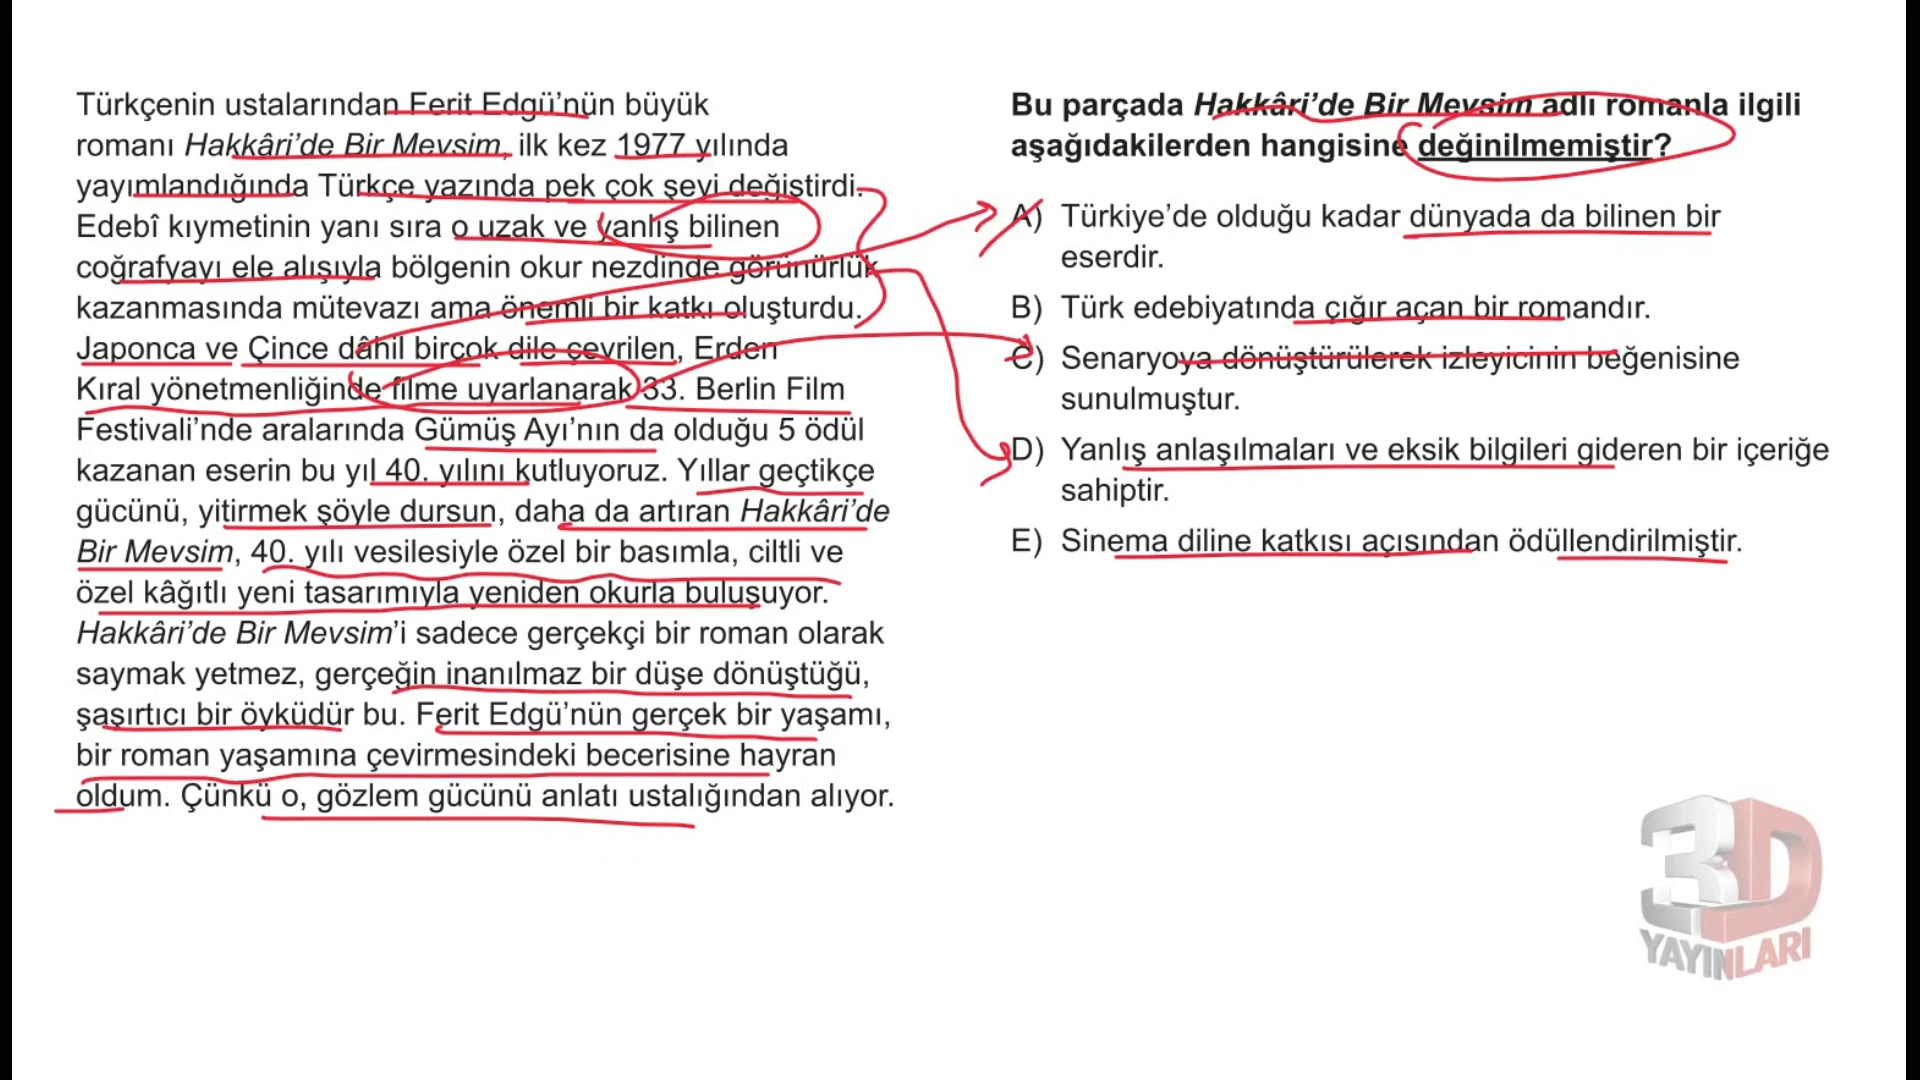 Türkçenin ustalarından Ferit Edgü’nün büyük
romanı Hakkâri’de Bir Mevsim, ilk kez 1977 yılında
yayımlandığında Türkçe yazında pek çok şeyi değiştirdi.
Edebî kıymetinin yanı sıra o uzak ve yanlış bilinen
coğrafyayı ele alışıyla bölgenin okur nezdinde görünürlük
kazanmasında mütevazı ama önemli bir katkı oluşturdu.
Japonca ve Çince dâhil birçok dile çevrilen, Erden
Kıral yönetmenliğinde filme uyarlanarak 33. Berlin Film
Festivali’nde aralarında Gümüş Ayı’nın da olduğu 5 ödül
kazanan eserin bu yıl 40. yılını kutluyoruz. Yıllar geçtikçe
gücünü, yitirmek şöyle dursun, daha da artıran Hakkâri’de
Bir Mevsim, 40. yılı vesilesiyle özel bir basımla, ciltli ve
özel kâğıtlı yeni tasarımıyla yeniden okurla buluşuyor.
Hakkâri’de Bir Mevsim’i sadece gerçekçi bir roman olarak
saymak yetmez, gerçeğin inanılmaz bir düşe dönüştüğü,
şaşırtıcı bir öyküdür bu. Ferit Edgü’nün gerçek bir yaşamı,
bir roman yaşamına çevirmesindeki becerisine hayran
oldum. Çünkü o, gözlem gücünü anlatı ustalığından alıyor.
Bu parçada Hakkâri’de Bir Mevsim adlı romanla ilgili
aşağıdakilerden hangisine değinilmemiştir?
A) Türkiye’de olduğu kadar dünyada da bilinen bir
eserdir.
B) Türk edebiyatında çığır açan bir romandır.
C) Senaryoya dönüştürülerek izleyicinin beğenisine
sunulmuştur.
D) Yanlış anlaşılmaları ve eksik bilgileri gideren bir içeriğe
sahiptir.
E) Sinema diline katkısı açısından ödüllendirilmiştir.
3D
YAYINLARI